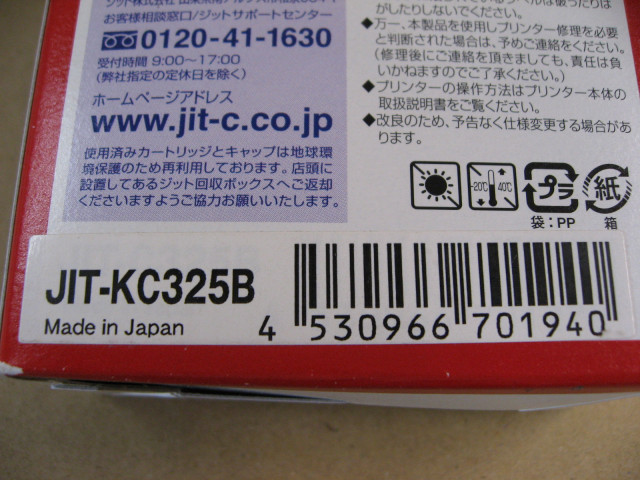 お客様相談窓口/ジットサポートセンター
0120-41-1630
受付時間 9:00〜17:00
(弊社指定の定休日を除く)
ホームページアドレス
www.jit-c.co.jp
使用済みカートリッジとキャップは地球環
境保護のため再利用しております。店頭に
設置してあるジット回収ボックスへご返却
くださいますようご協力お願いいたします。
がしたりしないでください。
●万一、本製品を使用しプリンター修理を必要
と判断された場合は、予めご連絡をください。
(修理後にご連絡を頂きましても、責任は負
いかねますのでご了承ください。)
●プリンターの操作方法はプリンター本体の
取扱説明書をご覧ください。
●改良のため、予告なく仕様変更する場合があ
ります。
-20℃ 40℃
プラ
紙
袋:PP 箱
JIT-KC325B
Made in Japan
4 530966 701940